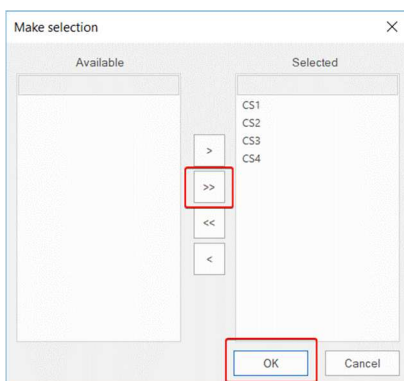 Make selection
Available
Selected
CS1
CS2
CS3
CS4
>
>>
<<
<
OK
Cancel